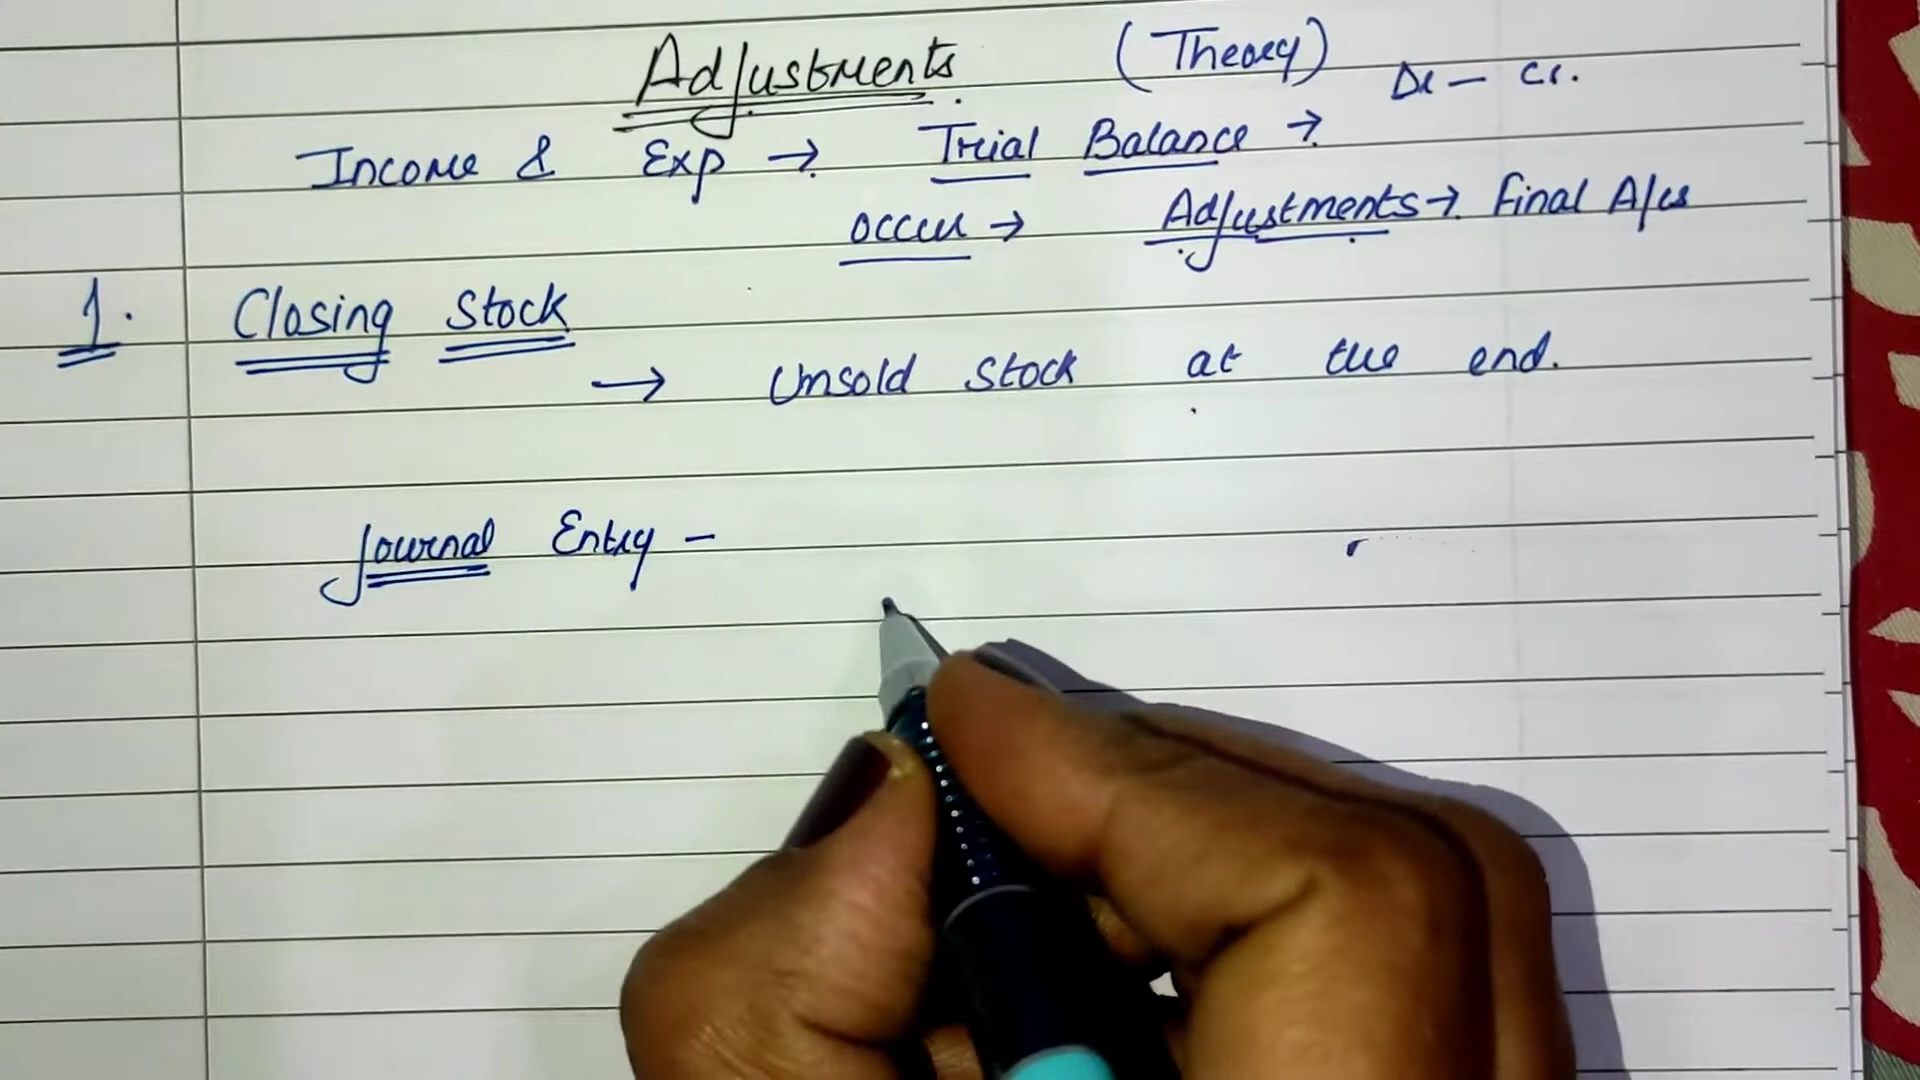 Adjustments (Theory)
Dr – Cr.
Income & Exp → Trial Balance →
occur → Adjustments → Final A/cs
1. Closing Stock
→ Unsold Stock at the end.
Journal Entry –